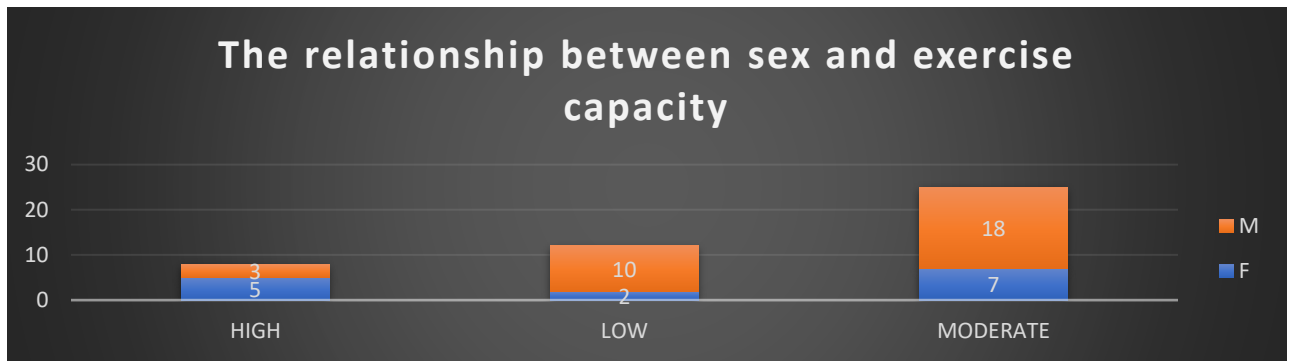 The relationship between sex and exercise
capacity
30
20
10
0
3
5
10
2
18
7
HIGH
LOW
MODERATE
M
F